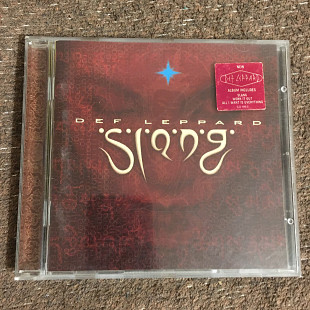 NEW
DEF LEPPARD
ALBUM INCLUDES
SLANG
WORK IT OUT
ALL I WANT IS EVERYTHING
DEF LEPPARD
Slang